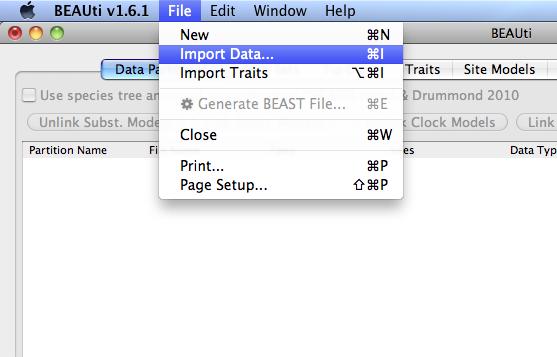 BEAUti v1.6.1 File Edit Window Help
BEAUti
New ⌘N
Import Data... ⌘I
Import Traits ⌥⌘I
Generate BEAST File... ⌘E
Close ⌘W
Print... ⌘P
Page Setup... ⇧⌘P
Data Pa Traits Site Models
Use species tree an & Drummond 2010
Unlink Subst. Mode k Clock Models Link
Partition Name Fi es Data Typ